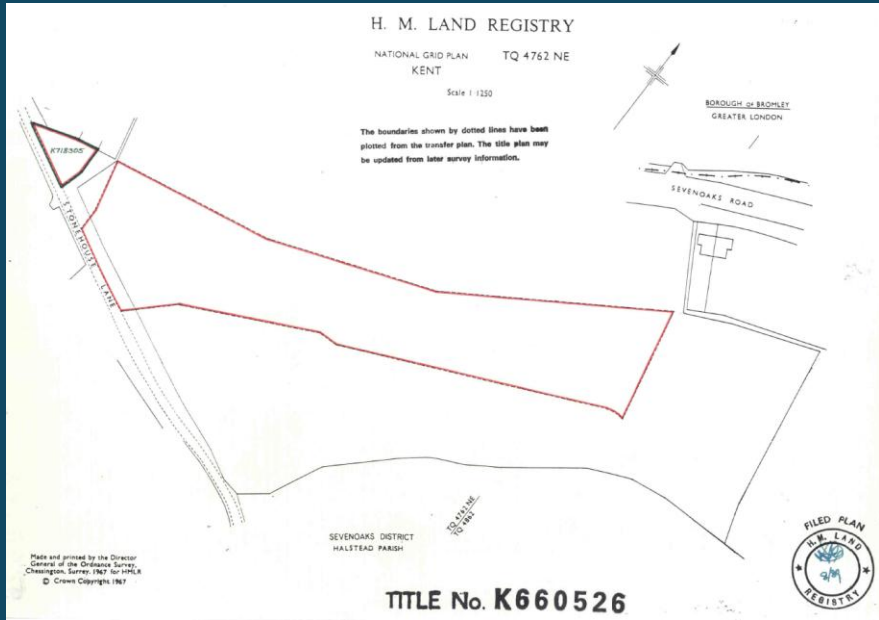 H. M. LAND REGISTRY
NATIONAL GRID PLAN TQ 4762 NE
KENT
Scale 1:1250
The boundaries shown by dotted lines have been
plotted from the transfer plan. The title plan may
be updated from later survey information.
BOROUGH of BROMLEY
GREATER LONDON
SEVENOAKS ROAD
STONEHOUSE LANE
TQ 4762 NE
TQ 4862
SEVENOAKS DISTRICT
HALSTEAD PARISH
Made and printed by the Director
General of the Ordnance Survey,
Chessington, Surrey. 1967 for HMLR
© Crown Copyright 1967
FILED PLAN
H.M. LAND
REGISTRY
TITLE No. K660526